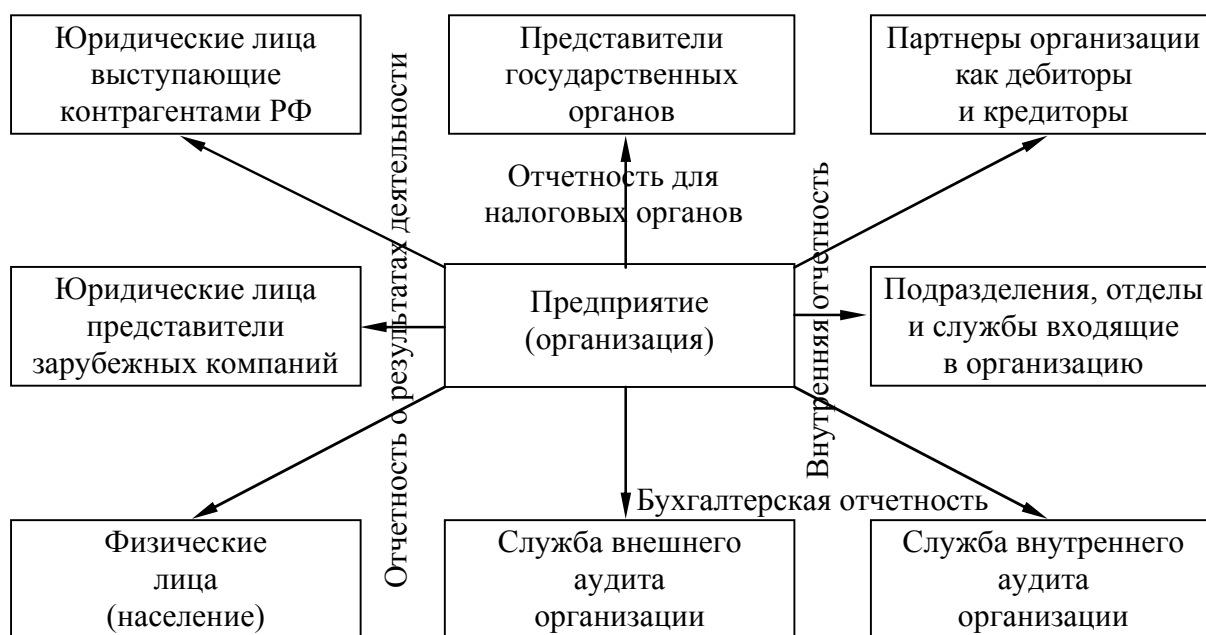 Юридические лица
выступающие
контрагентами РФ
Представители
государственных
органов
Партнеры организации
как дебиторы
и кредиторы
Отчетность о результатах деятельности
Отчетность для
налоговых органов
Внутренняя отчетность
Юридические лица
представители
зарубежных компаний
Предприятие
(организация)
Подразделения, отделы
и службы входящие
в организацию
Бухгалтерская отчетность
Физические
лица
(население)
Служба внешнего
аудита
организации
Служба внутреннего
аудита
организации